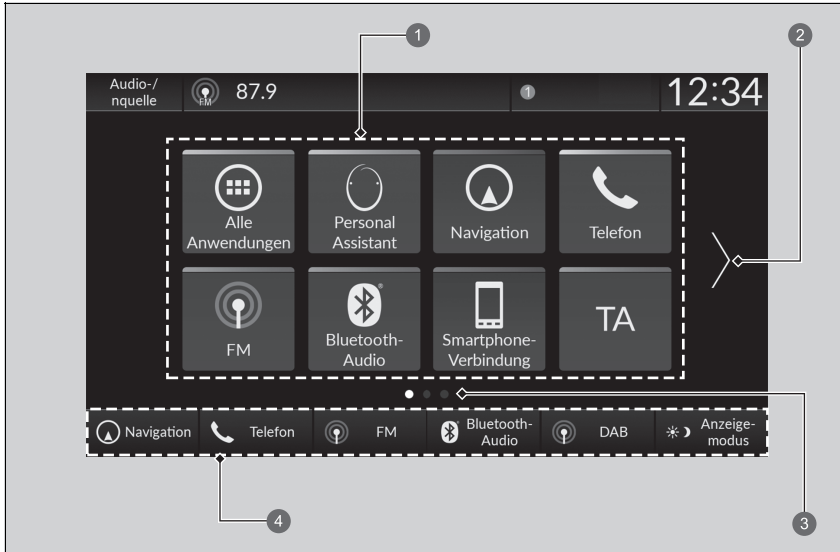 1
2
Audio-/
nquelle
FM
87.9
1
12:34
Alle
Anwendungen
Personal
Assistant
Navigation
Telefon
FM
Bluetooth-
Audio
®
Smartphone-
Verbindung
TA
Navigation
Telefon
FM
Bluetooth-
Audio
DAB
Anzeige-
modus
4
3